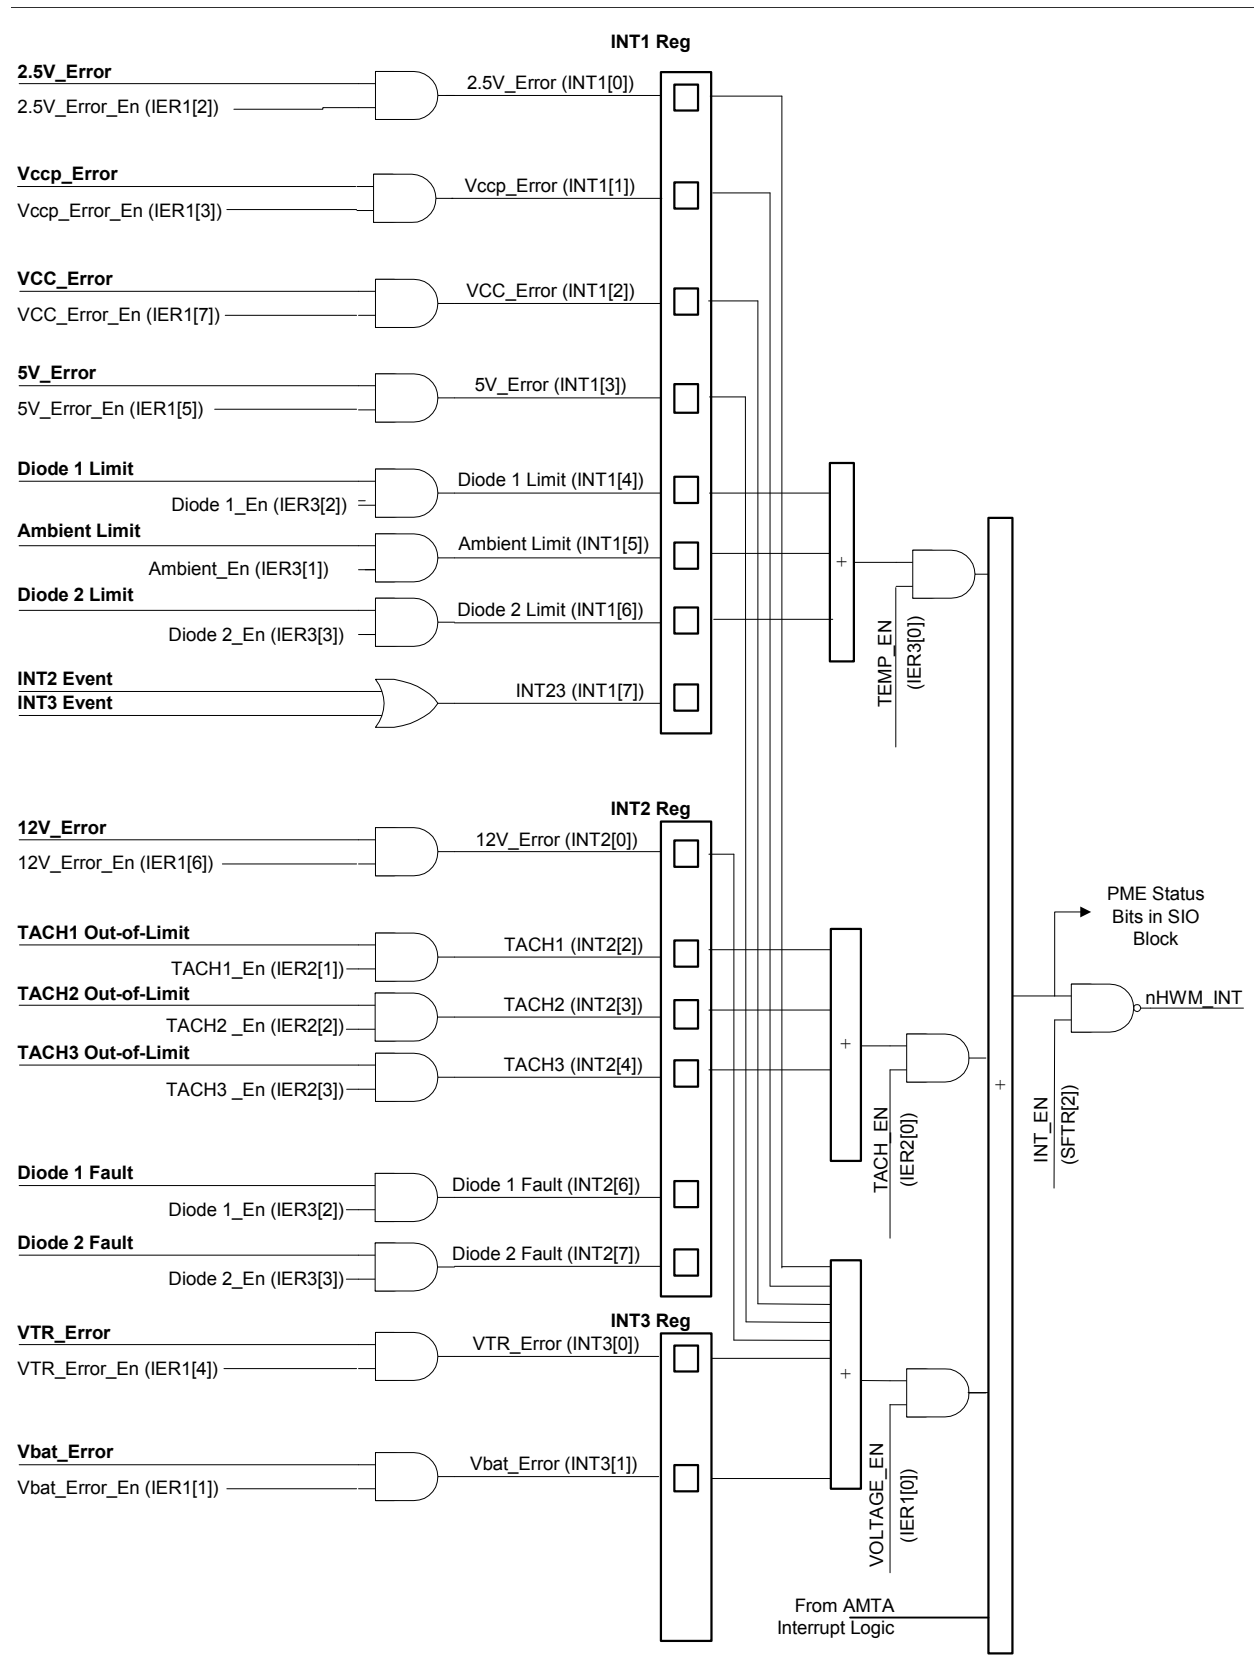 INT1 Reg
2.5V_Error
2.5V_Error_En (IER1[2])
2.5V_Error (INT1[0])
Vccp_Error
Vccp_Error_En (IER1[3])
Vccp_Error (INT1[1])
VCC_Error
VCC_Error_En (IER1[7])
VCC_Error (INT1[2])
5V_Error
5V_Error_En (IER1[5])
5V_Error (INT1[3])
Diode 1 Limit
Diode 1_En (IER3[2])
Diode 1 Limit (INT1[4])
Ambient Limit
Ambient_En (IER3[1])
Ambient Limit (INT1[5])
Diode 2 Limit
Diode 2_En (IER3[3])
Diode 2 Limit (INT1[6])
INT2 Event
INT3 Event
INT23 (INT1[7])
+
TEMP_EN
(IER3[0])
INT2 Reg
12V_Error
12V_Error_En (IER1[6])
12V_Error (INT2[0])
TACH1 Out-of-Limit
TACH1_En (IER2[1])
TACH1 (INT2[2])
TACH2 Out-of-Limit
TACH2 _En (IER2[2])
TACH2 (INT2[3])
TACH3 Out-of-Limit
TACH3 _En (IER2[3])
TACH3 (INT2[4])
+
TACH_EN
(IER2[0])
+
PME Status
Bits in SIO
Block
nHWM_INT
INT_EN
(SFTR[2])
Diode 1 Fault
Diode 1_En (IER3[2])
Diode 1 Fault (INT2[6])
Diode 2 Fault
Diode 2_En (IER3[3])
Diode 2 Fault (INT2[7])
INT3 Reg
VTR_Error
VTR_Error_En (IER1[4])
VTR_Error (INT3[0])
+
Vbat_Error
Vbat_Error_En (IER1[1])
Vbat_Error (INT3[1])
VOLTAGE_EN
(IER1[0])
From AMTA
Interrupt Logic